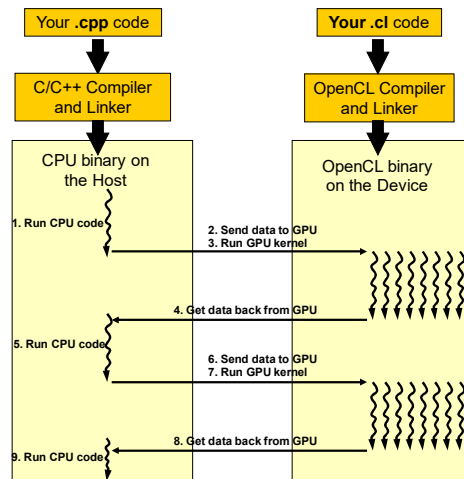 Your .cpp code
Your .cl code
C/C++ Compiler
and Linker
OpenCL Compiler
and Linker
CPU binary on
the Host
OpenCL binary
on the Device
1. Run CPU code
2. Send data to GPU
3. Run GPU kernel
4. Get data back from GPU
5. Run CPU code
6. Send data to GPU
7. Run GPU kernel
8. Get data back from GPU
9. Run CPU code